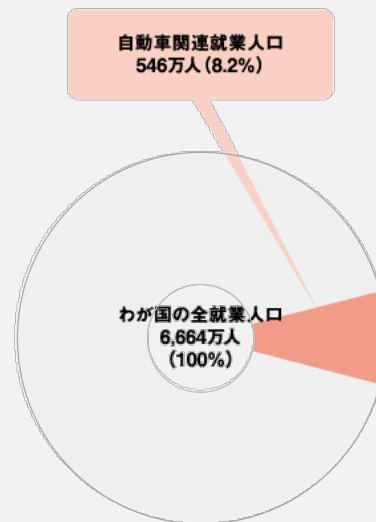 自動車関連就業人口
546万人(8.2%)
わが国の全就業人口
6,664万人
(100%)